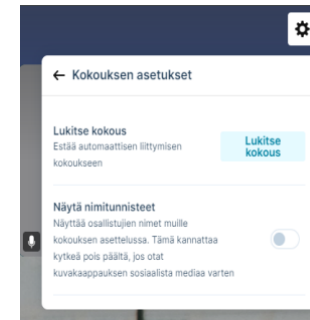 ← Kokouksen asetukset
Lukitse kokous
Estää automaattisen liittymisen
kokoukseen
Lukitse
kokous
Näytä nimitunnisteet
Näyttää osallistujien nimet muille
kokouksen asettelussa. Tämä kannattaa
kytkeä pois päältä, jos otat
kuvakaappauksen sosiaalista mediaa varten